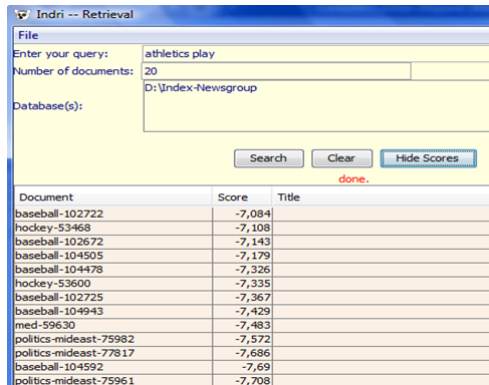 Indri -- Retrieval
File
Enter your query: athletics play
Number of documents: 20
Database(s): D:\Index-Newsgroup
Search Clear Hide Scores
done.
Document Score Title
baseball-102722 -7,084
hockey-53468 -7,108
baseball-102672 -7,143
baseball-104505 -7,179
baseball-104478 -7,326
hockey-53600 -7,335
baseball-102725 -7,367
baseball-104943 -7,429
med-59630 -7,483
politics-mideast-75982 -7,572
politics-mideast-77817 -7,686
baseball-104592 -7,69
politics-mideast-75961 -7,708